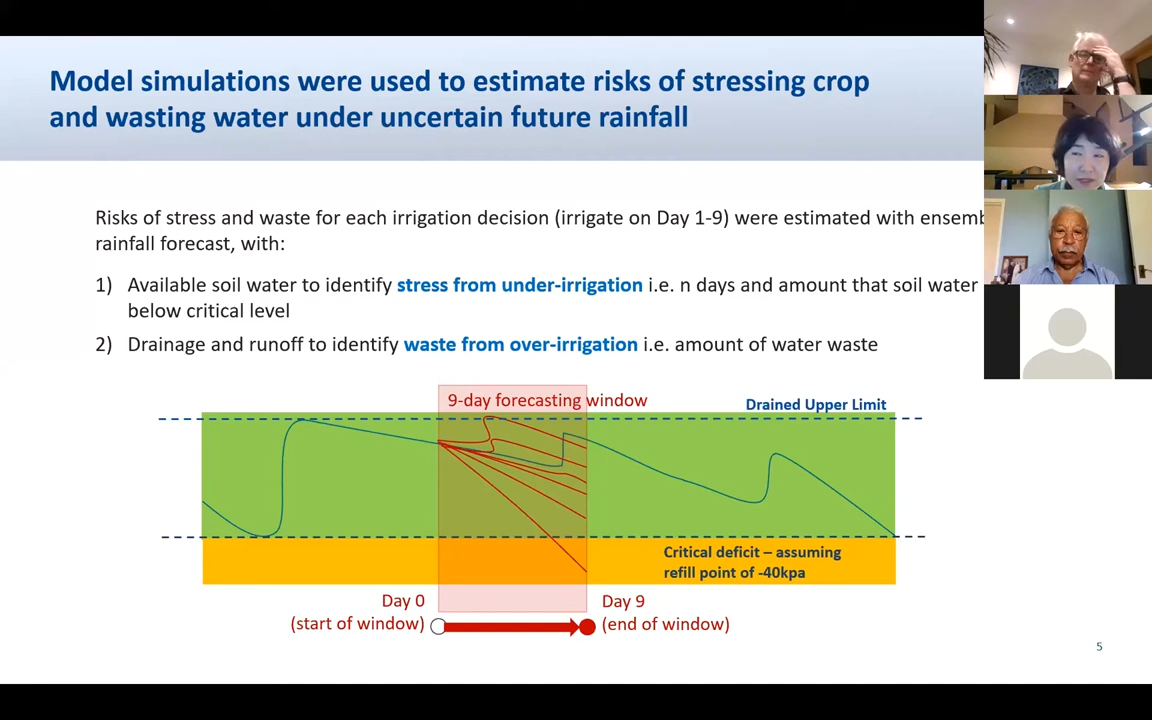 Model simulations were used to estimate risks of stressing crop
and wasting water under uncertain future rainfall
Risks of stress and waste for each irrigation decision (irrigate on Day 1-9) were estimated with
rainfall forecast, with:
1) Available soil water to identify stress from under-irrigation i.e. n days and amount that soil water
below critical level
2) Drainage and runoff to identify waste from over-irrigation i.e. amount of water waste
9-day forecasting window
Drained Upper Limit
Critical deficit – assuming
refill point of -40kpa
Day 0
(start of window)
Day 9
(end of window)
5